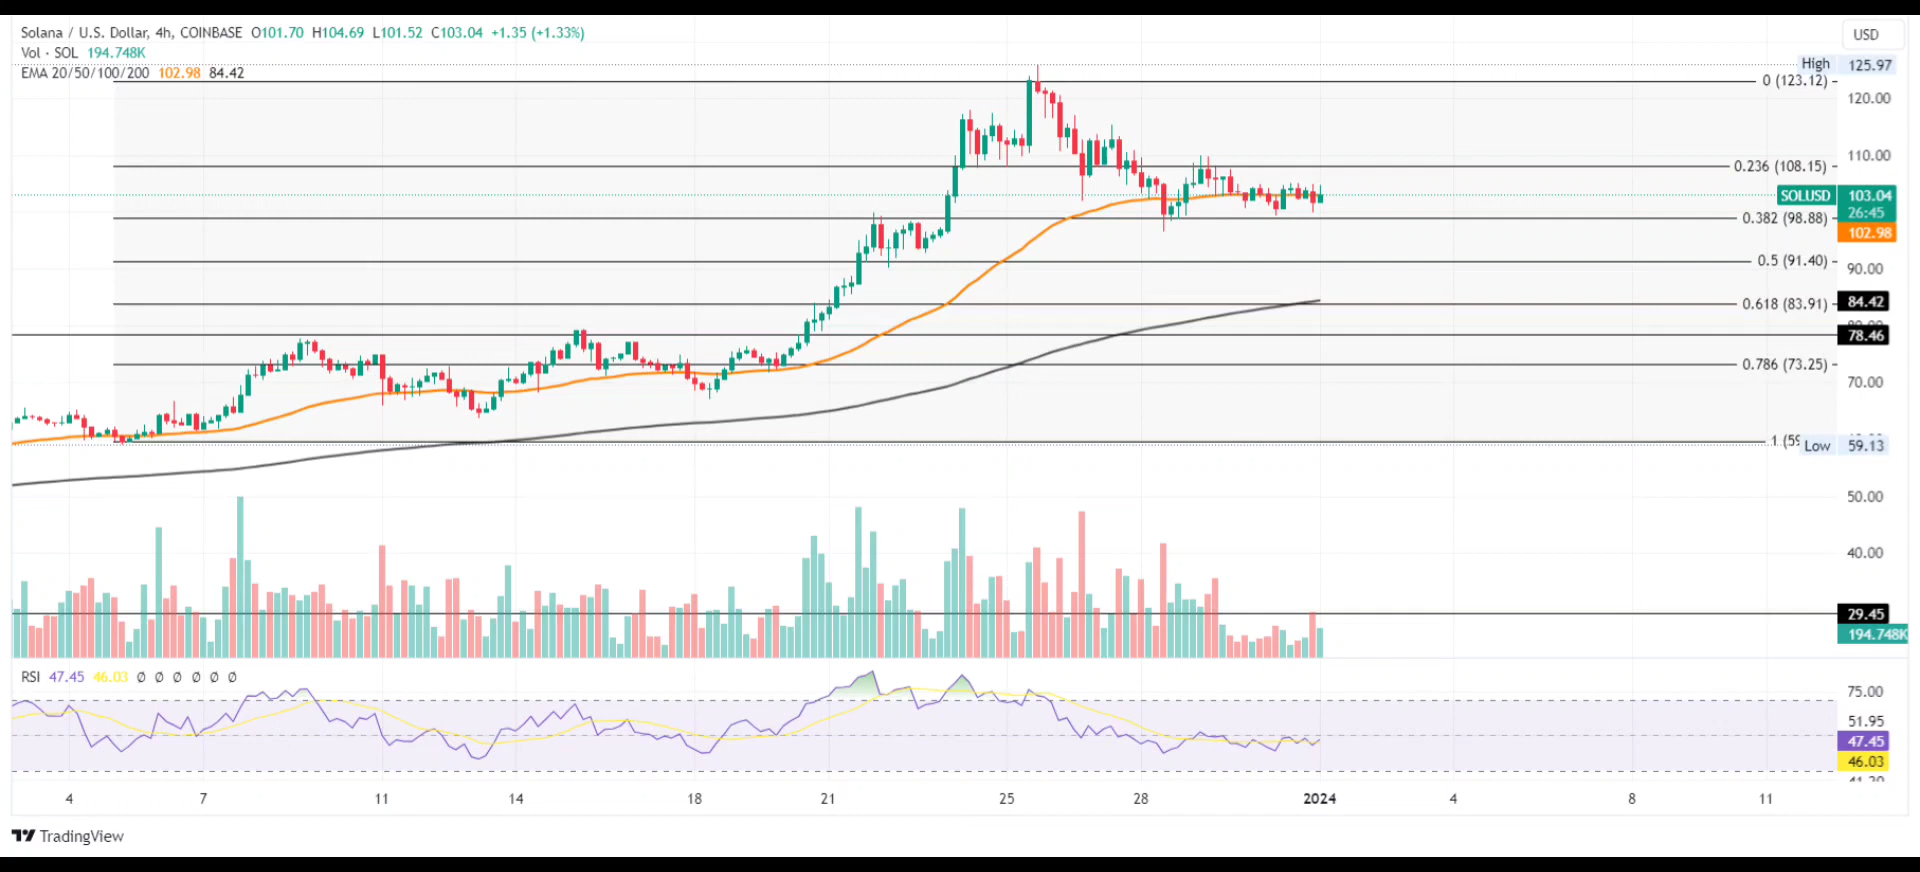 Solana / U.S. Dollar, 4h, COINBASE O101.70 H104.69 L101.52 C103.04 +1.35 (+1.33%)
USD
Vol · SOL 194.748K
High 125.97
EMA 20/50/100/200 102.98 84.42
0 (123.12)
120.00
110.00
0.236 (108.15)
SOLUSD 103.04
26:45
0.382 (98.88)
102.98
0.5 (91.40)
90.00
0.618 (83.91)
84.42
78.46
0.786 (73.25)
70.00
1 (59
Low 59.13
50.00
40.00
29.45
194.748K
RSI 47.45 46.03 Ø Ø Ø Ø Ø Ø
75.00
51.95
47.45
46.03
4 7 11 14 18 21 25 28 2024 4 8 11
TradingView